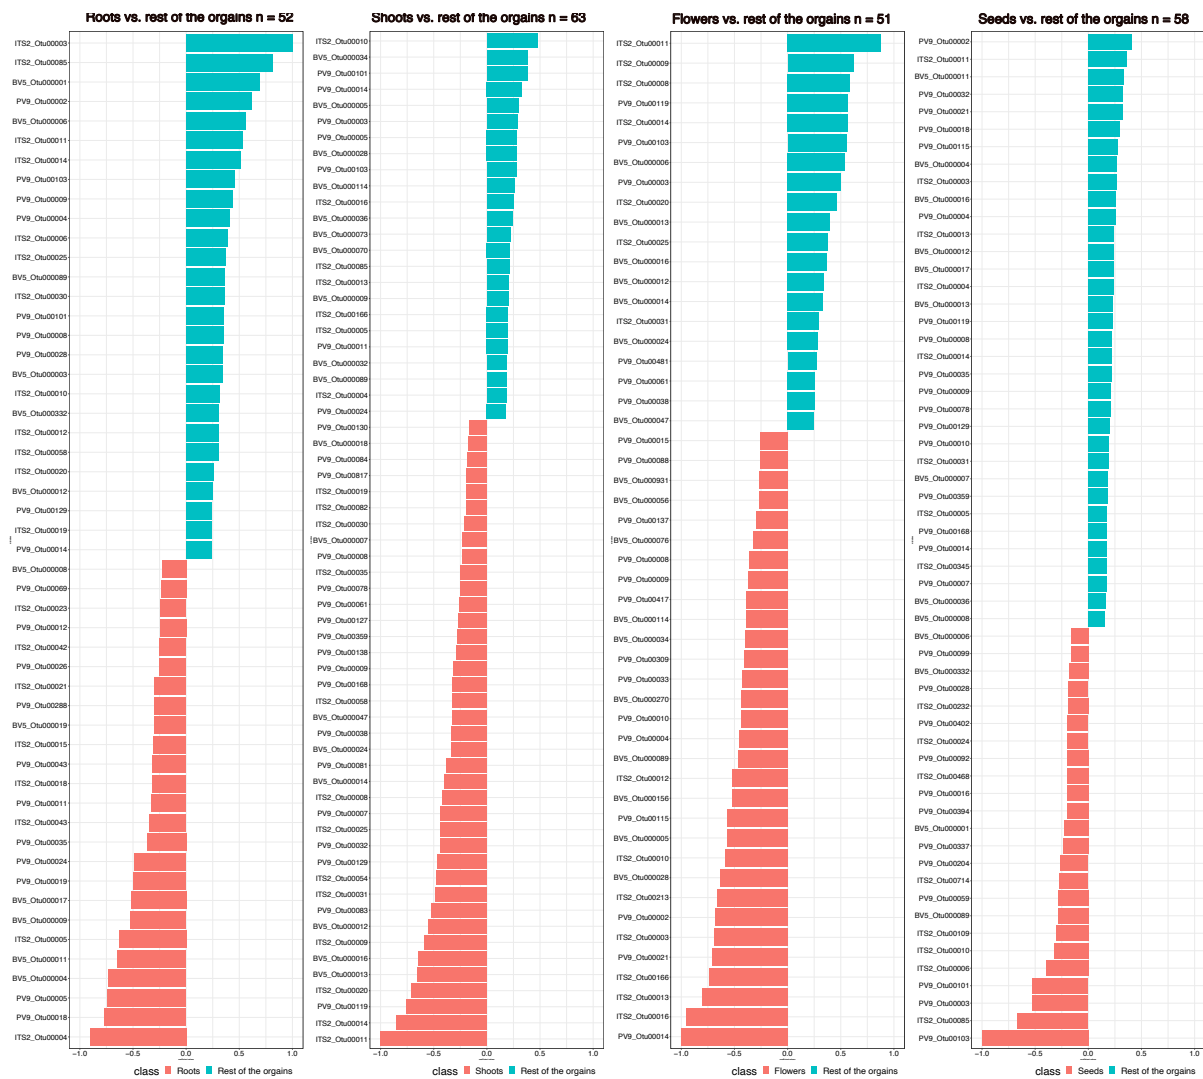 Roots vs. rest of the orgains n = 52
ITS2_Otu00003
ITS2_Otu00085
BV5_Otu000001
PV9_Otu00002
BV5_Otu000006
ITS2_Otu00011
ITS2_Otu00014
PV9_Otu00103
PV9_Otu00009
PV9_Otu00004
ITS2_Otu00006
ITS2_Otu00025
BV5_Otu000089
ITS2_Otu00030
PV9_Otu00101
PV9_Otu00008
PV9_Otu00028
BV5_Otu000003
ITS2_Otu00010
BV5_Otu000332
ITS2_Otu00012
ITS2_Otu00058
ITS2_Otu00020
BV5_Otu000012
PV9_Otu00129
ITS2_Otu00019
PV9_Otu00014
BV5_Otu000008
PV9_Otu00069
ITS2_Otu00023
PV9_Otu00012
ITS2_Otu00042
PV9_Otu00026
ITS2_Otu00021
PV9_Otu00288
BV5_Otu000019
ITS2_Otu00015
PV9_Otu00043
ITS2_Otu00018
PV9_Otu00011
ITS2_Otu00043
PV9_Otu00035
PV9_Otu00024
PV9_Otu00019
BV5_Otu000017
BV5_Otu000009
ITS2_Otu00005
BV5_Otu000011
BV5_Otu000004
PV9_Otu00005
PV9_Otu00018
ITS2_Otu00004
−1.0 −0.5 0.0 0.5 1.0
class Roots Rest of the orgains
Shoots vs. rest of the orgains n = 63
ITS2_Otu00010
BV5_Otu000034
PV9_Otu00101
PV9_Otu00014
BV5_Otu000005
PV9_Otu00003
PV9_Otu00005
BV5_Otu000028
PV9_Otu00103
BV5_Otu000114
ITS2_Otu00016
BV5_Otu000036
BV5_Otu000073
BV5_Otu000070
ITS2_Otu00085
ITS2_Otu00013
BV5_Otu000009
ITS2_Otu00166
ITS2_Otu00005
PV9_Otu00011
BV5_Otu000032
BV5_Otu000089
ITS2_Otu00004
PV9_Otu00024
PV9_Otu00130
BV5_Otu000018
PV9_Otu00084
PV9_Otu00817
ITS2_Otu00019
ITS2_Otu00082
ITS2_Otu00030
BV5_Otu000007
PV9_Otu00008
ITS2_Otu00035
PV9_Otu00078
PV9_Otu00061
PV9_Otu00127
PV9_Otu00359
PV9_Otu00138
PV9_Otu00009
PV9_Otu00168
ITS2_Otu00058
BV5_Otu000047
PV9_Otu00038
BV5_Otu000024
PV9_Otu00081
BV5_Otu000014
ITS2_Otu00008
PV9_Otu00007
ITS2_Otu00025
PV9_Otu00032
PV9_Otu00129
ITS2_Otu00054
ITS2_Otu00031
PV9_Otu00083
BV5_Otu000012
ITS2_Otu00009
BV5_Otu000016
BV5_Otu000013
ITS2_Otu00020
PV9_Otu00119
ITS2_Otu00014
ITS2_Otu00011
−1.0 −0.5 0.0 0.5 1.0
class Shoots Rest of the orgains
Flowers vs. rest of the orgains n = 51
ITS2_Otu00011
ITS2_Otu00009
ITS2_Otu00008
PV9_Otu00119
ITS2_Otu00014
PV9_Otu00103
BV5_Otu000006
PV9_Otu00003
ITS2_Otu00020
BV5_Otu000013
ITS2_Otu00025
BV5_Otu000016
BV5_Otu000012
BV5_Otu000014
ITS2_Otu00031
BV5_Otu000024
PV9_Otu00481
PV9_Otu00061
PV9_Otu00038
BV5_Otu000047
PV9_Otu00015
PV9_Otu00088
BV5_Otu000931
BV5_Otu000056
PV9_Otu00137
BV5_Otu000076
PV9_Otu00008
PV9_Otu00009
PV9_Otu00417
BV5_Otu000114
BV5_Otu000034
PV9_Otu00309
PV9_Otu00033
BV5_Otu000270
PV9_Otu00010
PV9_Otu00004
BV5_Otu000089
ITS2_Otu00012
BV5_Otu000156
PV9_Otu00115
BV5_Otu000005
ITS2_Otu00010
BV5_Otu000028
ITS2_Otu00213
PV9_Otu00002
ITS2_Otu00003
PV9_Otu00021
ITS2_Otu00166
ITS2_Otu00013
ITS2_Otu00016
PV9_Otu00014
−1.0 −0.5 0.0 0.5 1.0
class Flowers Rest of the orgains
Seeds vs. rest of the orgains n = 58
PV9_Otu00002
ITS2_Otu00011
BV5_Otu000011
PV9_Otu00032
PV9_Otu00021
PV9_Otu00018
PV9_Otu00115
BV5_Otu000004
ITS2_Otu00003
BV5_Otu000016
PV9_Otu00004
ITS2_Otu00013
BV5_Otu000012
BV5_Otu000017
ITS2_Otu00004
BV5_Otu000013
PV9_Otu00119
PV9_Otu00008
ITS2_Otu00014
PV9_Otu00035
PV9_Otu00009
PV9_Otu00078
PV9_Otu00129
PV9_Otu00010
ITS2_Otu00031
BV5_Otu000007
PV9_Otu00359
ITS2_Otu00005
PV9_Otu00168
PV9_Otu00014
ITS2_Otu00345
PV9_Otu00007
BV5_Otu000036
BV5_Otu000008
BV5_Otu000006
PV9_Otu00099
BV5_Otu000332
PV9_Otu00028
ITS2_Otu00232
PV9_Otu00402
ITS2_Otu00024
PV9_Otu00092
ITS2_Otu00468
PV9_Otu00016
PV9_Otu00394
BV5_Otu000001
PV9_Otu00337
PV9_Otu00204
ITS2_Otu00714
PV9_Otu00059
BV5_Otu000089
ITS2_Otu00109
ITS2_Otu00010
ITS2_Otu00006
PV9_Otu00101
PV9_Otu00003
ITS2_Otu00085
PV9_Otu00103
−1.0 −0.5 0.0 0.5 1.0
class Seeds Rest of the orgains